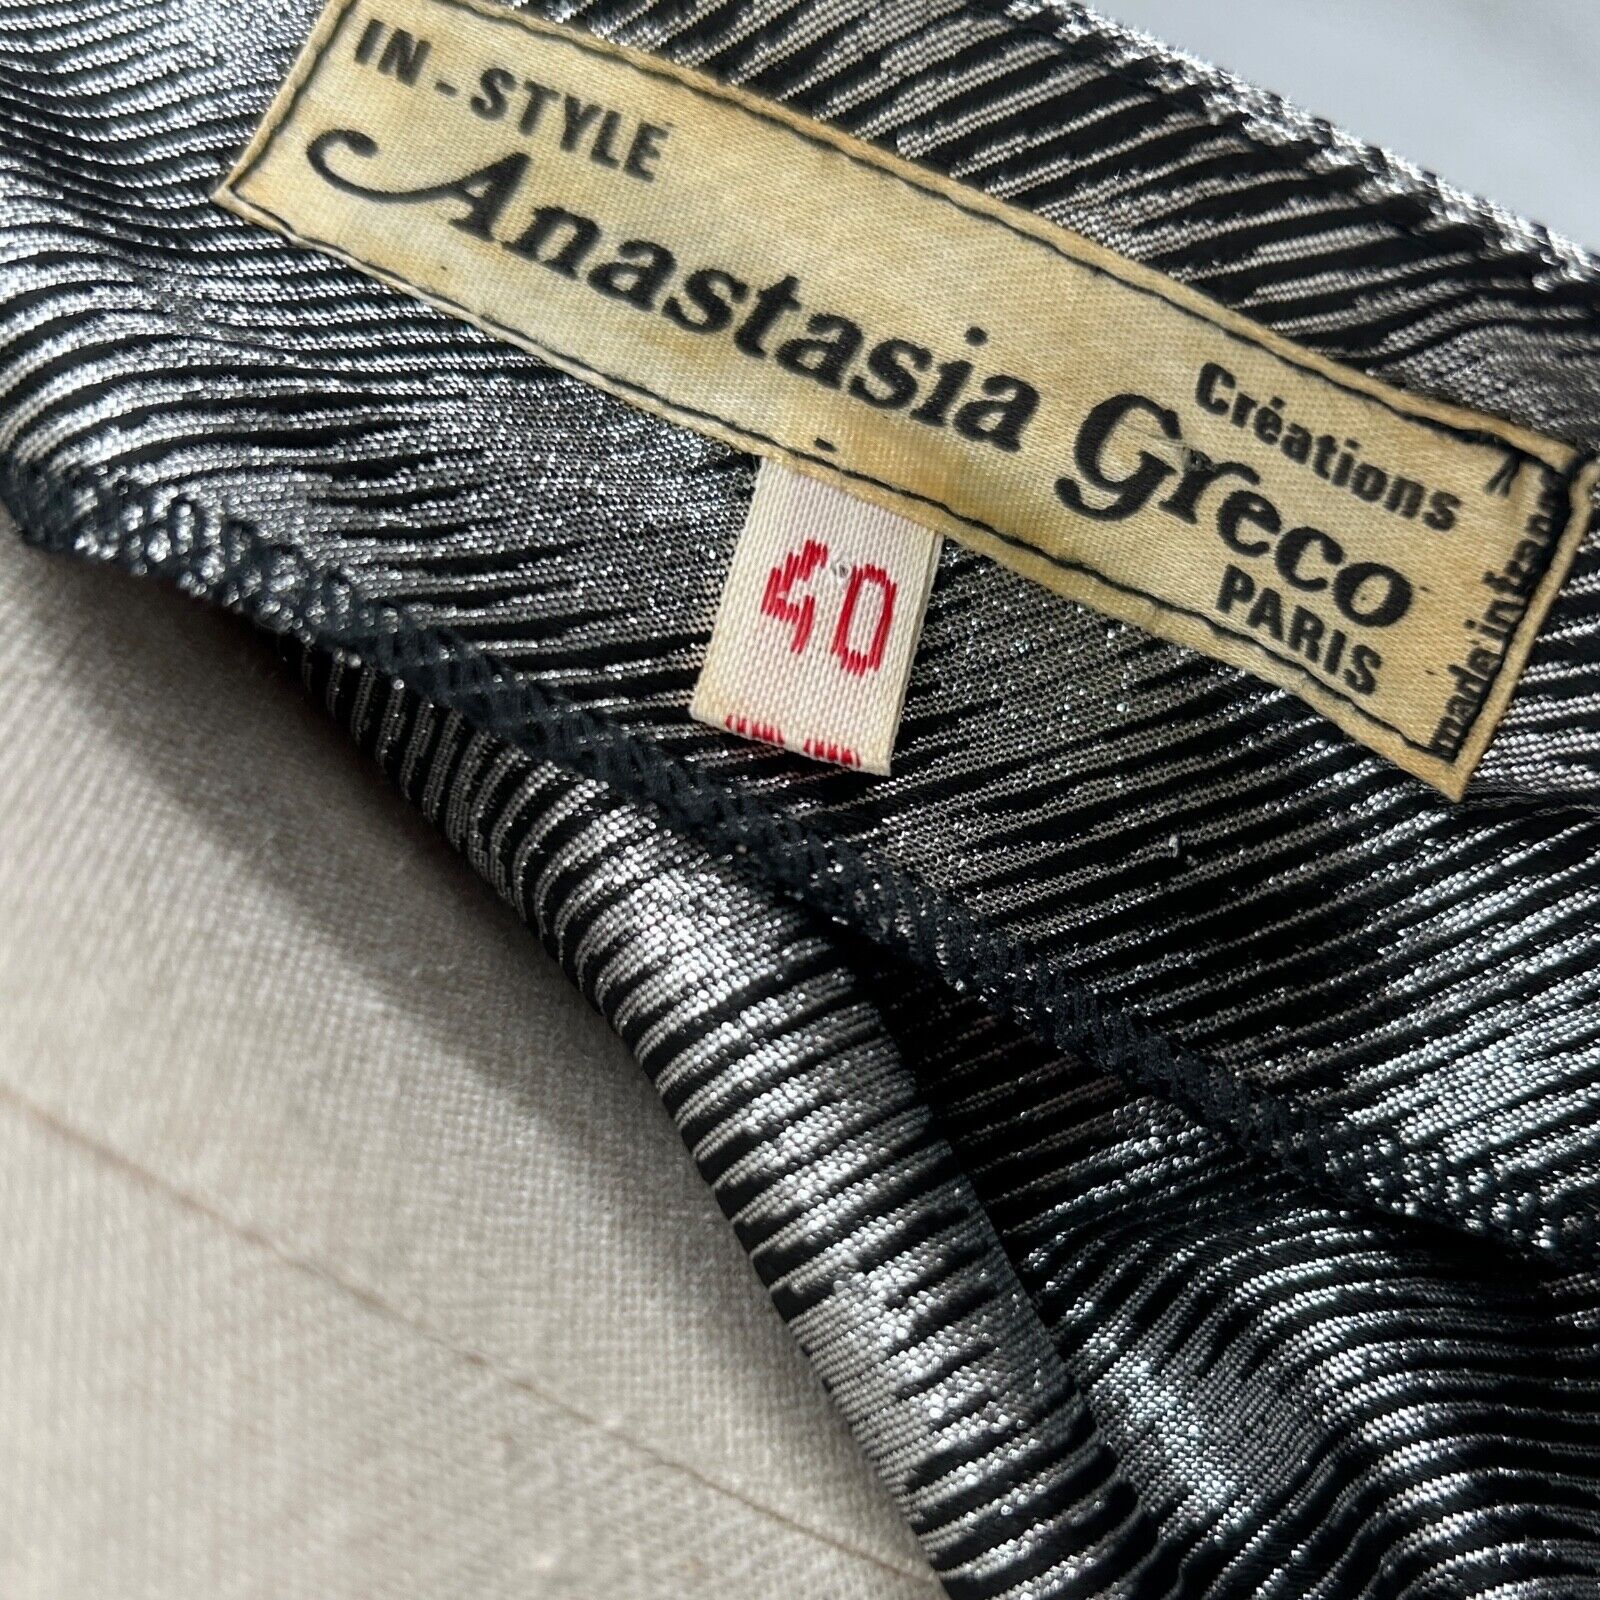 IN-STYLE
Anastasia Greco
Créations
PARIS
made in france
40